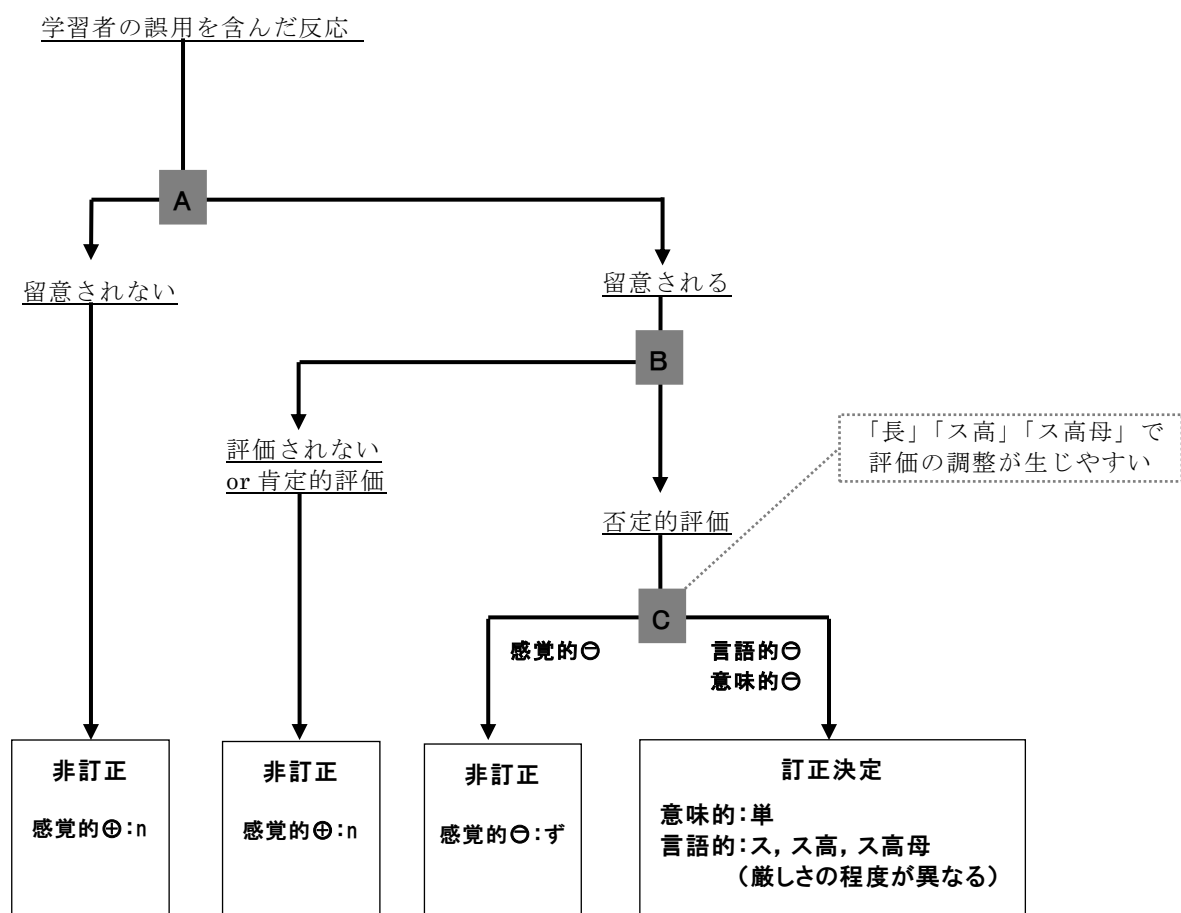 学習者の誤用を含んだ反応
A
留意されない
留意される
B
評価されない
or 肯定的評価
「長」「ス高」「ス高母」で
評価の調整が生じやすい
否定的評価
C
感覚的⊖
言語的⊖
意味的⊖
非訂正
感覚的⊕:n
非訂正
感覚的⊕:n
非訂正
感覚的⊖:ず
訂正決定
意味的:単
言語的:ス, ス高, ス高母
（厳しさの程度が異なる）